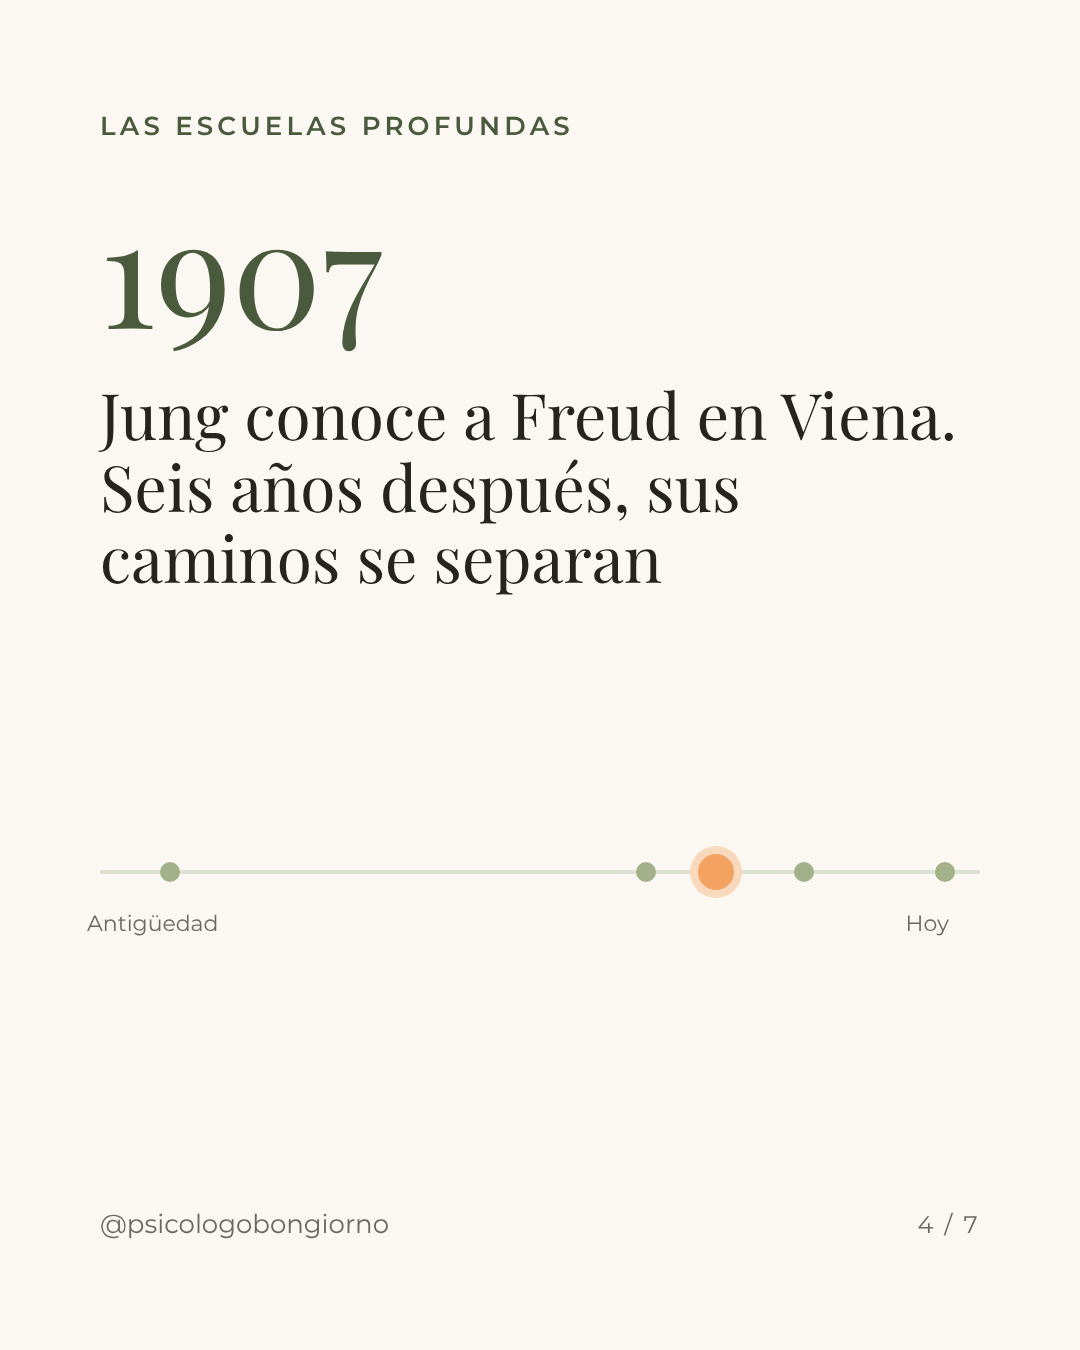 LAS ESCUELAS PROFUNDAS
1907
Jung conoce a Freud en Viena.
Seis años después, sus
caminos se separan
Antigüedad
Hoy
@psicologobongiorno
4 / 7